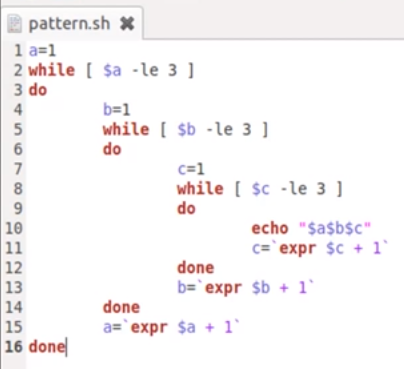 pattern.sh ✖
1 a=1
2 while [ $a -le 3 ]
3 do
4         b=1
5         while [ $b -le 3 ]
6         do
7                 c=1
8                 while [ $c -le 3 ]
9                 do
10                         echo "$a$b$c"
11                         c=`expr $c + 1`
12                 done
13                 b=`expr $b + 1`
14         done
15         a=`expr $a + 1`
16 done